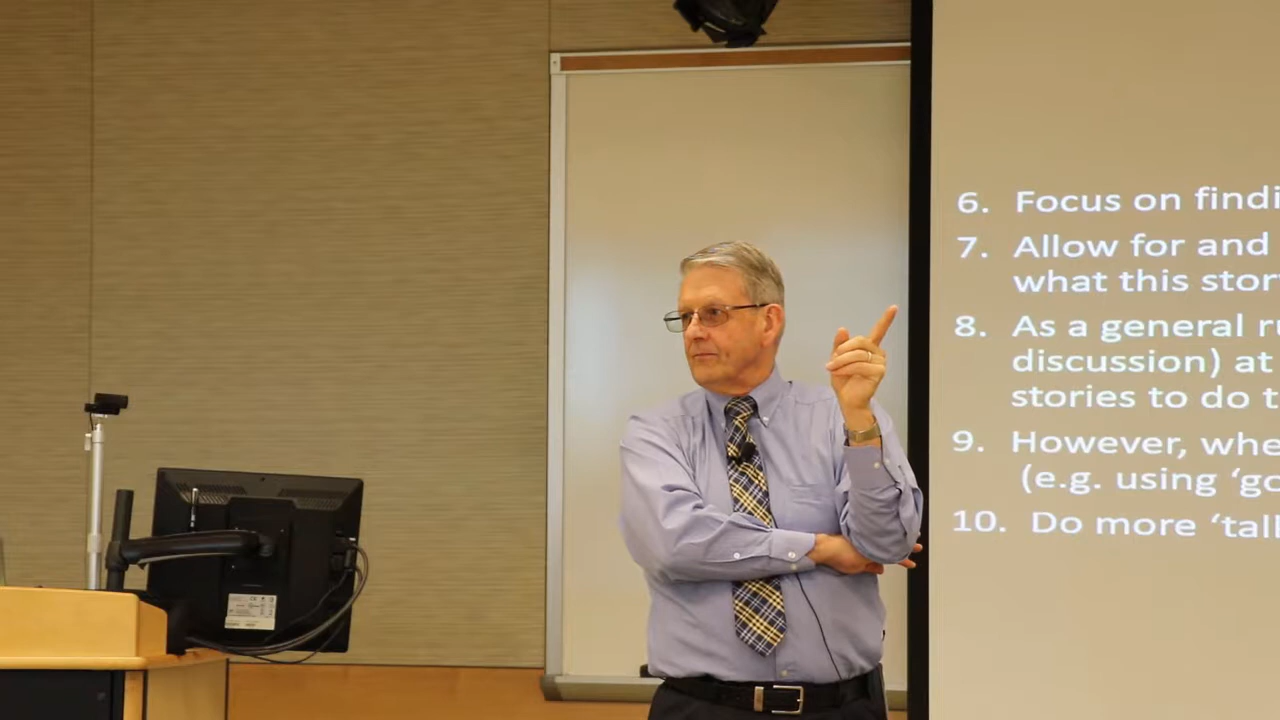 6. Focus on findi
7. Allow for and
what this stor
8. As a general ru
discussion) at
stories to do t
9. However, whe
(e.g. using ‘go
10. Do more ‘tall